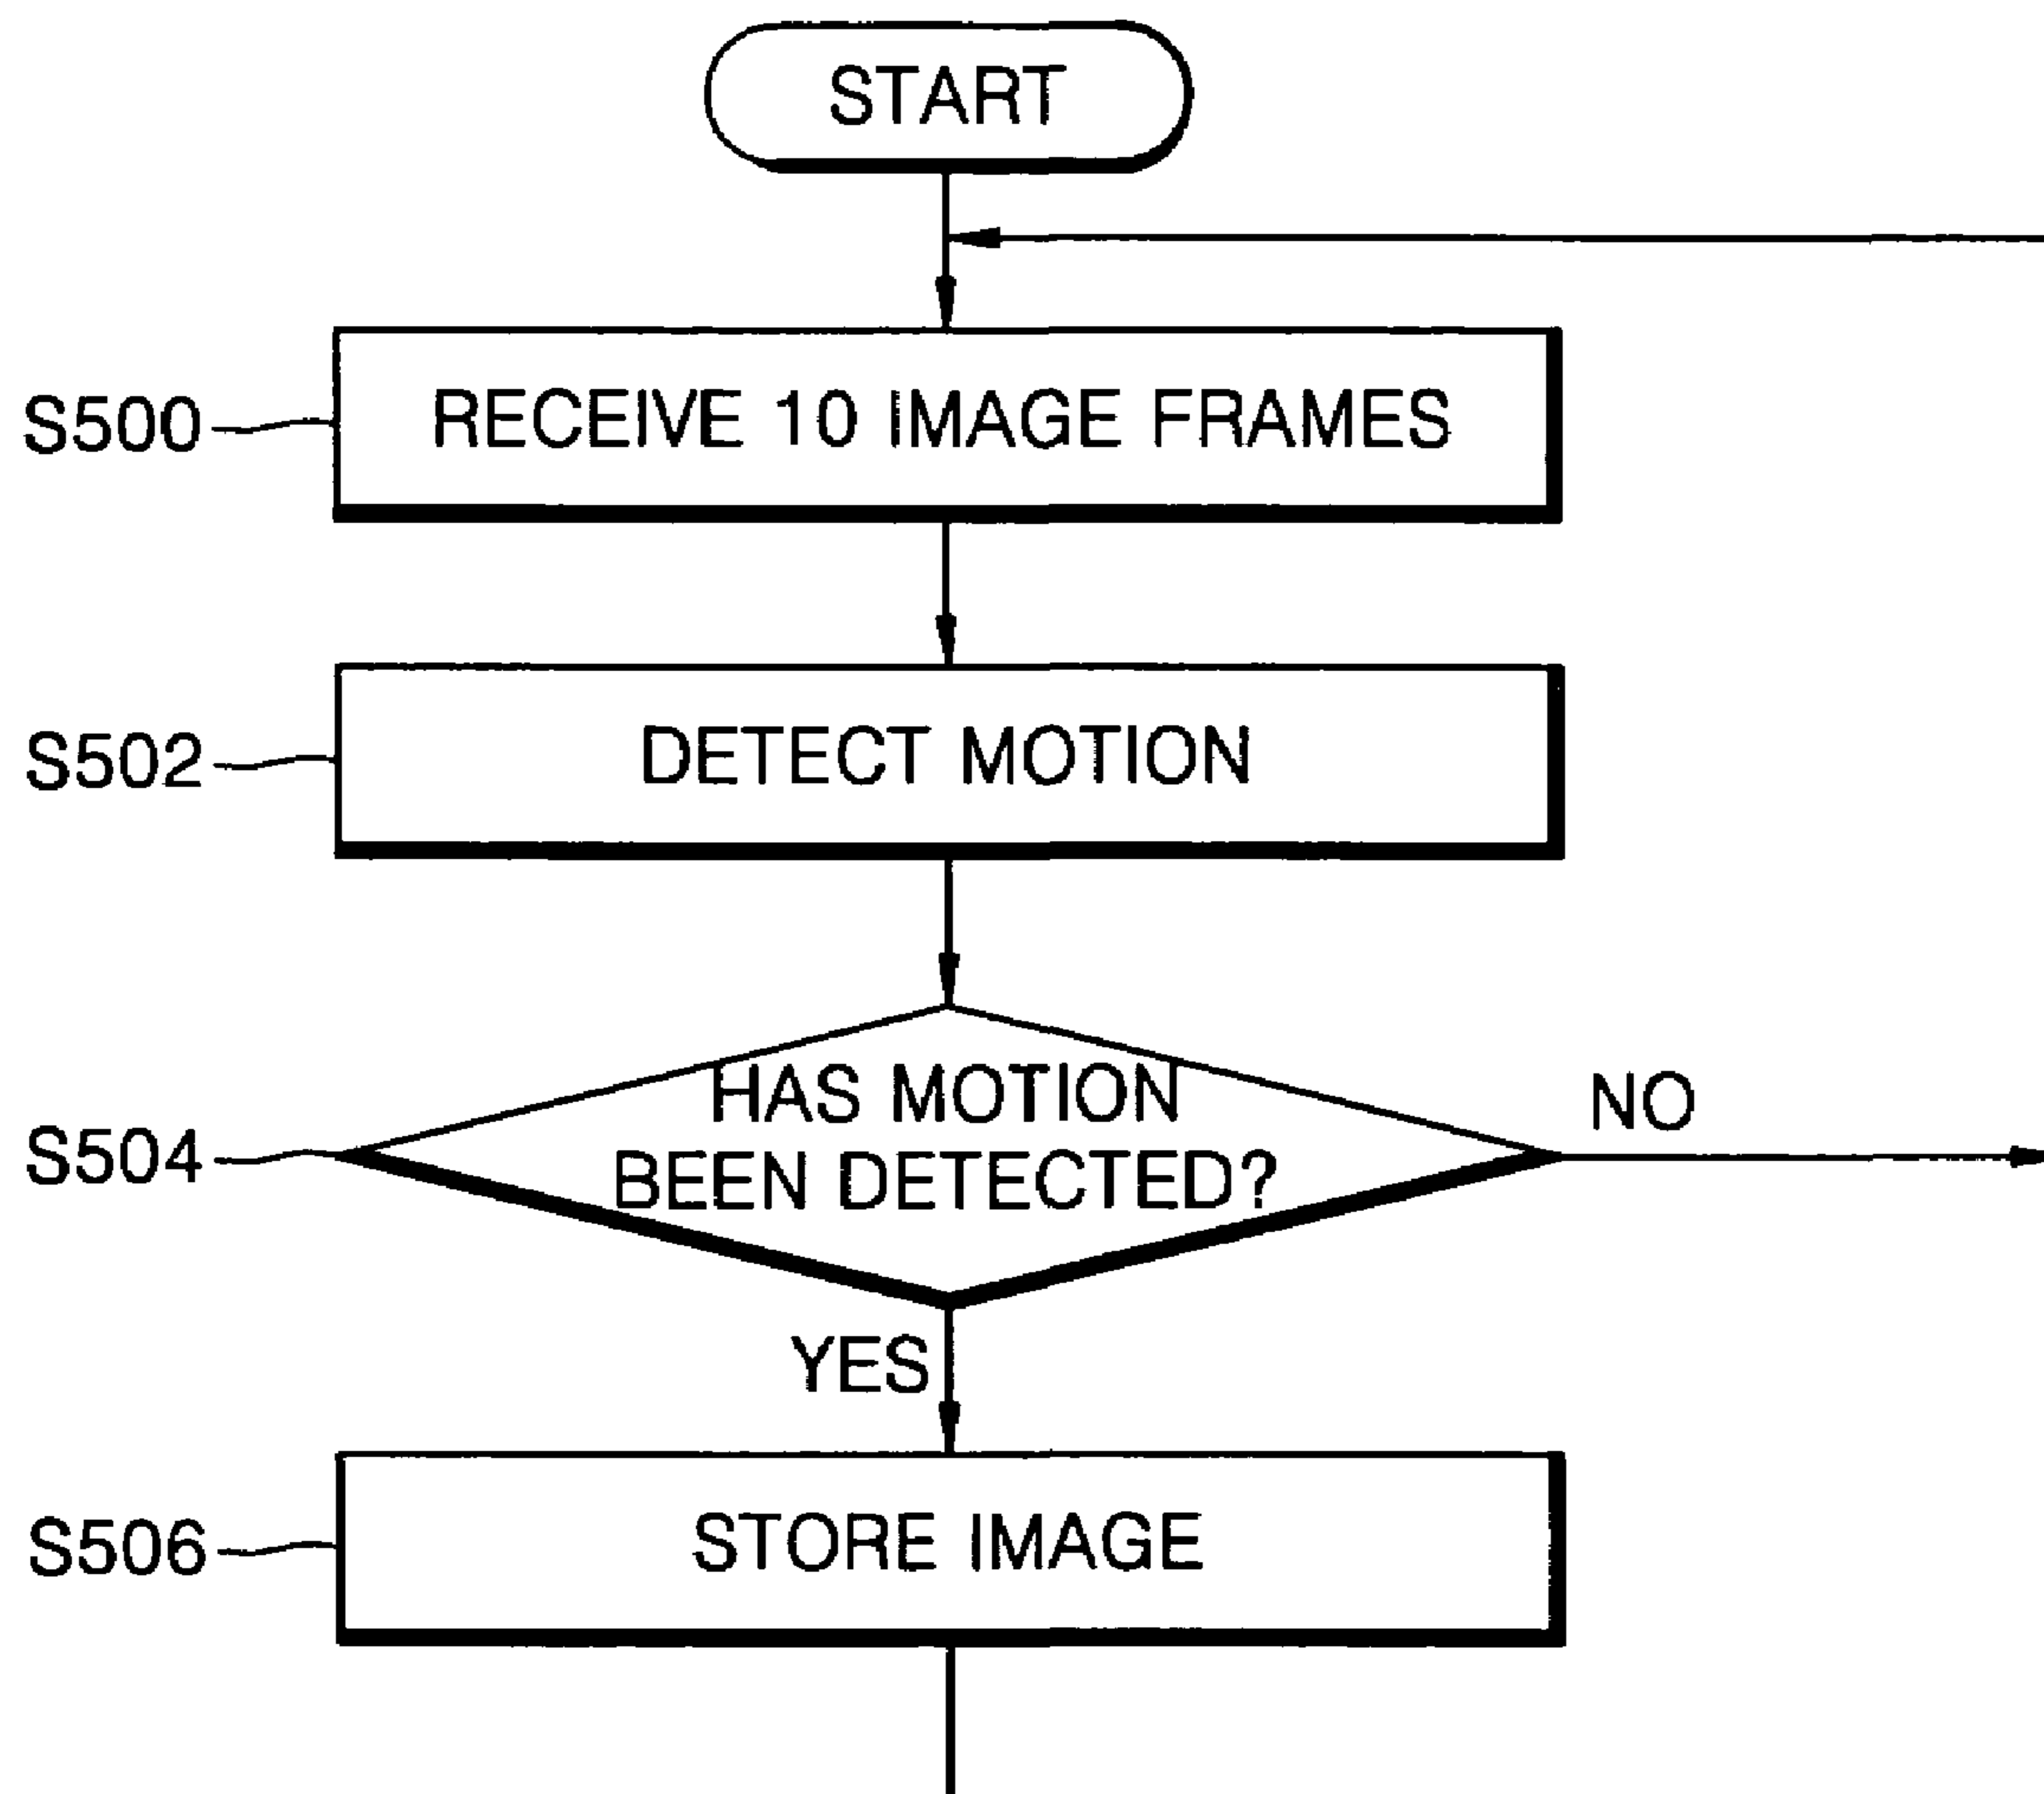 START
S500
RECEIVE 10 IMAGE FRAMES
S502
DETECT MOTION
S504
HAS MOTION
BEEN DETECTED?
NO
YES
S506
STORE IMAGE